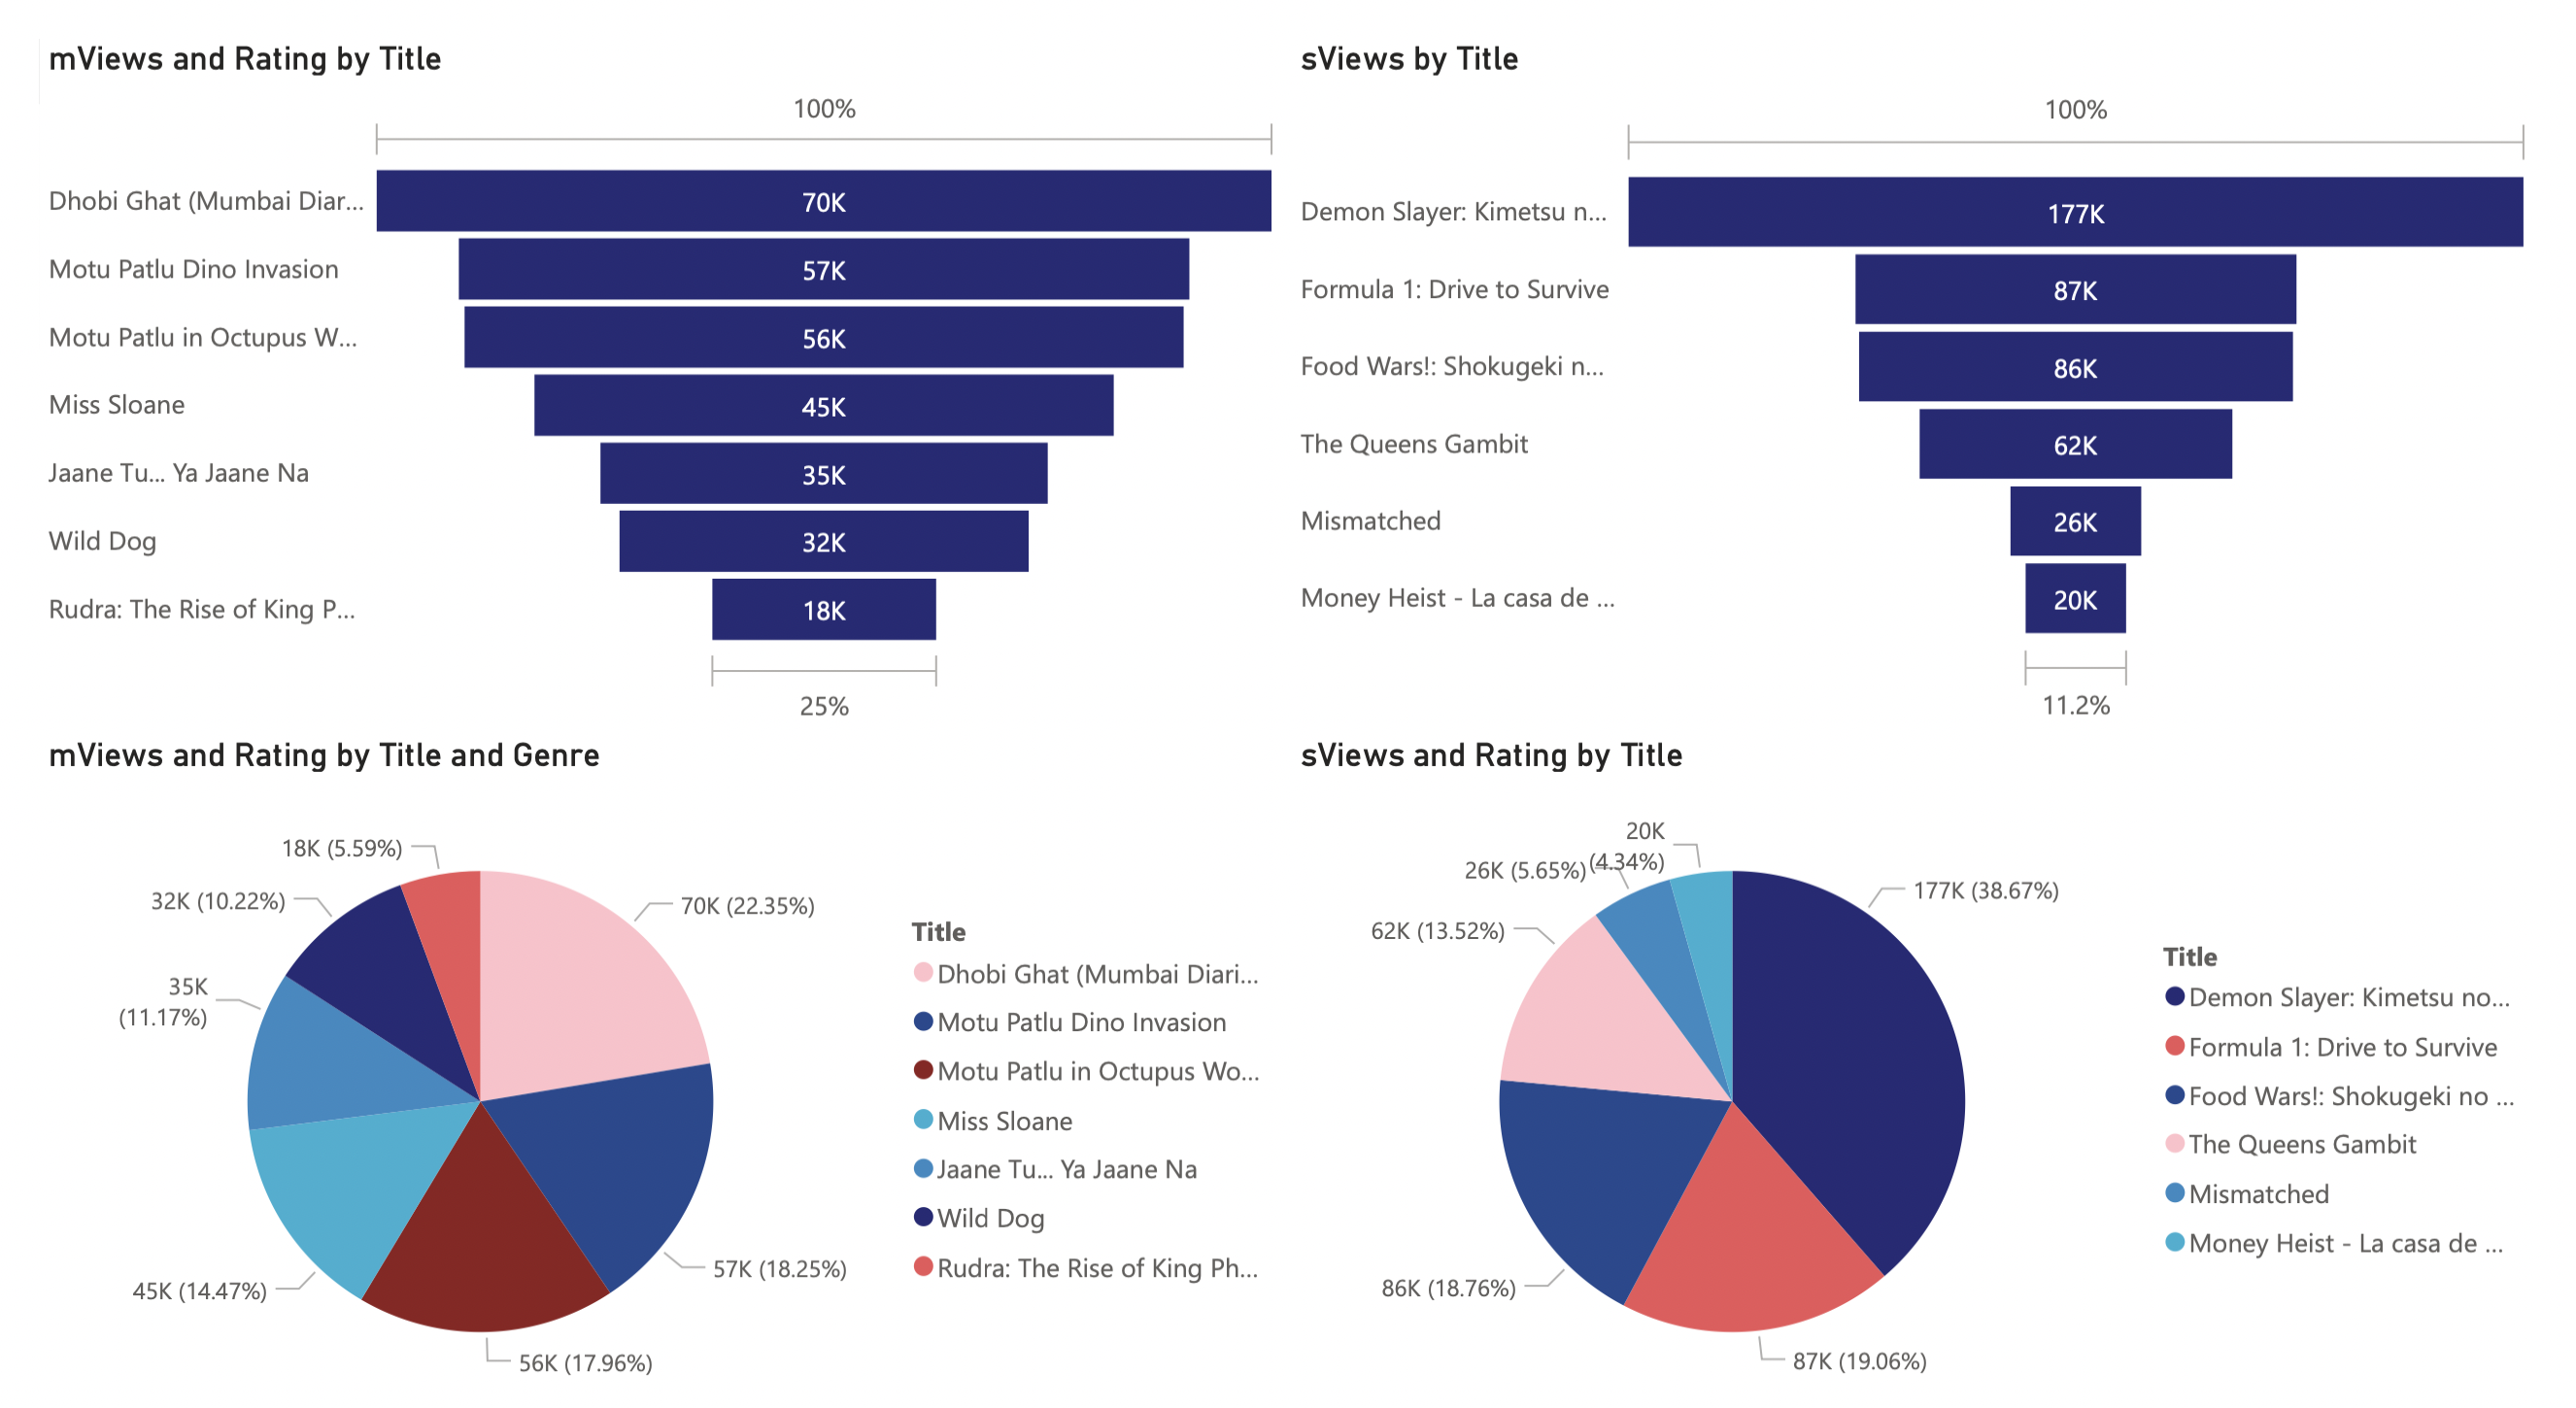 mViews and Rating by Title
100%
Dhobi Ghat (Mumbai Diar...
70K
Motu Patlu Dino Invasion
57K
Motu Patlu in Octupus W...
56K
Miss Sloane
45K
Jaane Tu... Ya Jaane Na
35K
Wild Dog
32K
Rudra: The Rise of King P...
18K
25%
sViews by Title
100%
Demon Slayer: Kimetsu n...
177K
Formula 1: Drive to Survive
87K
Food Wars!: Shokugeki n...
86K
The Queens Gambit
62K
Mismatched
26K
Money Heist - La casa de ...
20K
11.2%
mViews and Rating by Title and Genre
18K (5.59%)
32K (10.22%)
35K
(11.17%)
45K (14.47%)
56K (17.96%)
57K (18.25%)
70K (22.35%)
Title
Dhobi Ghat (Mumbai Diari...
Motu Patlu Dino Invasion
Motu Patlu in Octupus Wo...
Miss Sloane
Jaane Tu... Ya Jaane Na
Wild Dog
Rudra: The Rise of King Ph...
sViews and Rating by Title
20K
(4.34%)
26K (5.65%)
62K (13.52%)
86K (18.76%)
87K (19.06%)
177K (38.67%)
Title
Demon Slayer: Kimetsu no...
Formula 1: Drive to Survive
Food Wars!: Shokugeki no ...
The Queens Gambit
Mismatched
Money Heist - La casa de ...